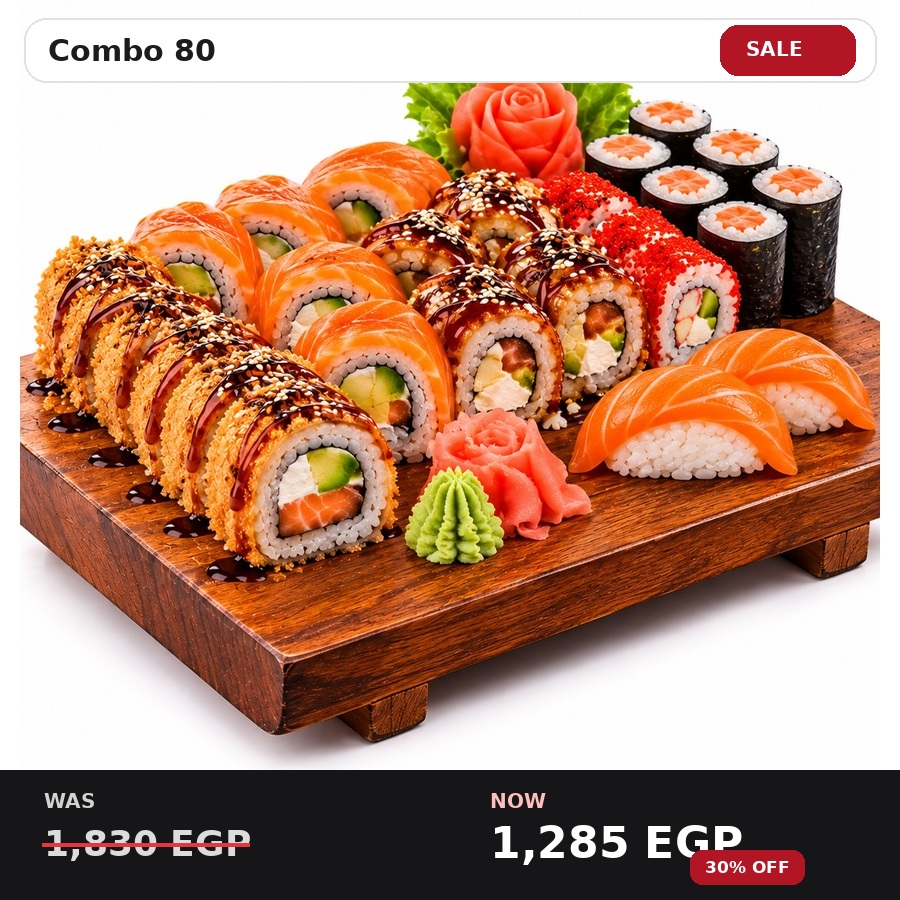 Combo 80
SALE
WAS
1,830 EGP
NOW
1,285 EGP
30% OFF